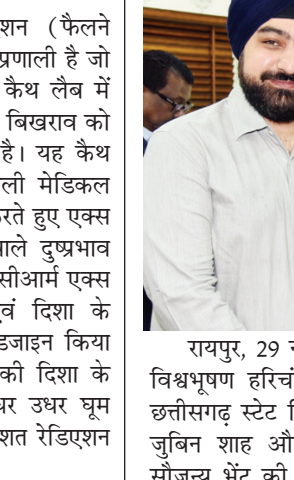 शन (फैलने
प्रणाली है जो
कैथ लैब में
बिखराव को
है। यह कैथ
ली मेडिकल
रते हुए एक्स
ाले दुष्प्रभाव
सीआर्म एक्स
वं दिशा के
डजाइन किया
की दिशा के
धर उधर घूम
शत रेडिएशन
रायपुर, 29
विश्वभूषण हरिचं
छत्तीसगढ़ स्टेट
जुबिन शाह औ
सौजन्य भेंट की